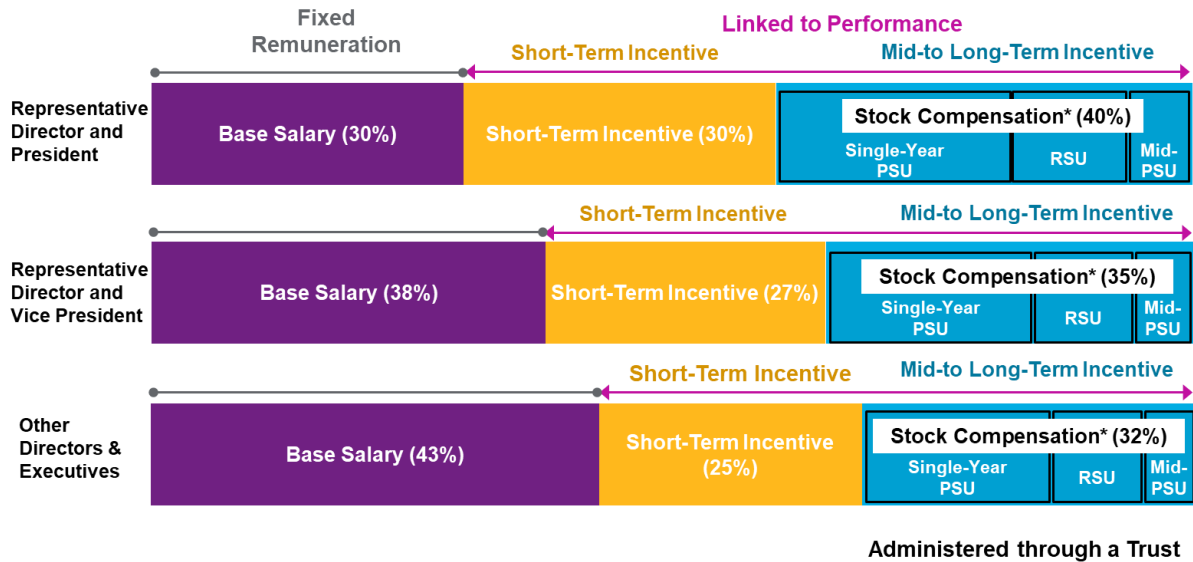 Fixed
Remuneration
Linked to Performance
Short-Term Incentive
Mid-to Long-Term Incentive
Representative
Director and
President
Base Salary (30%)
Short-Term Incentive (30%)
Stock Compensation* (40%)
Single-Year
PSU
RSU
Mid-
PSU
Short-Term Incentive
Mid-to Long-Term Incentive
Representative
Director and
Vice President
Base Salary (38%)
Short-Term Incentive (27%)
Stock Compensation* (35%)
Single-Year
PSU
RSU
Mid-
PSU
Short-Term Incentive
Mid-to Long-Term Incentive
Other
Directors &
Executives
Base Salary (43%)
Short-Term Incentive
(25%)
Stock Compensation* (32%)
Single-Year
PSU
RSU
Mid-
PSU
Administered through a Trust